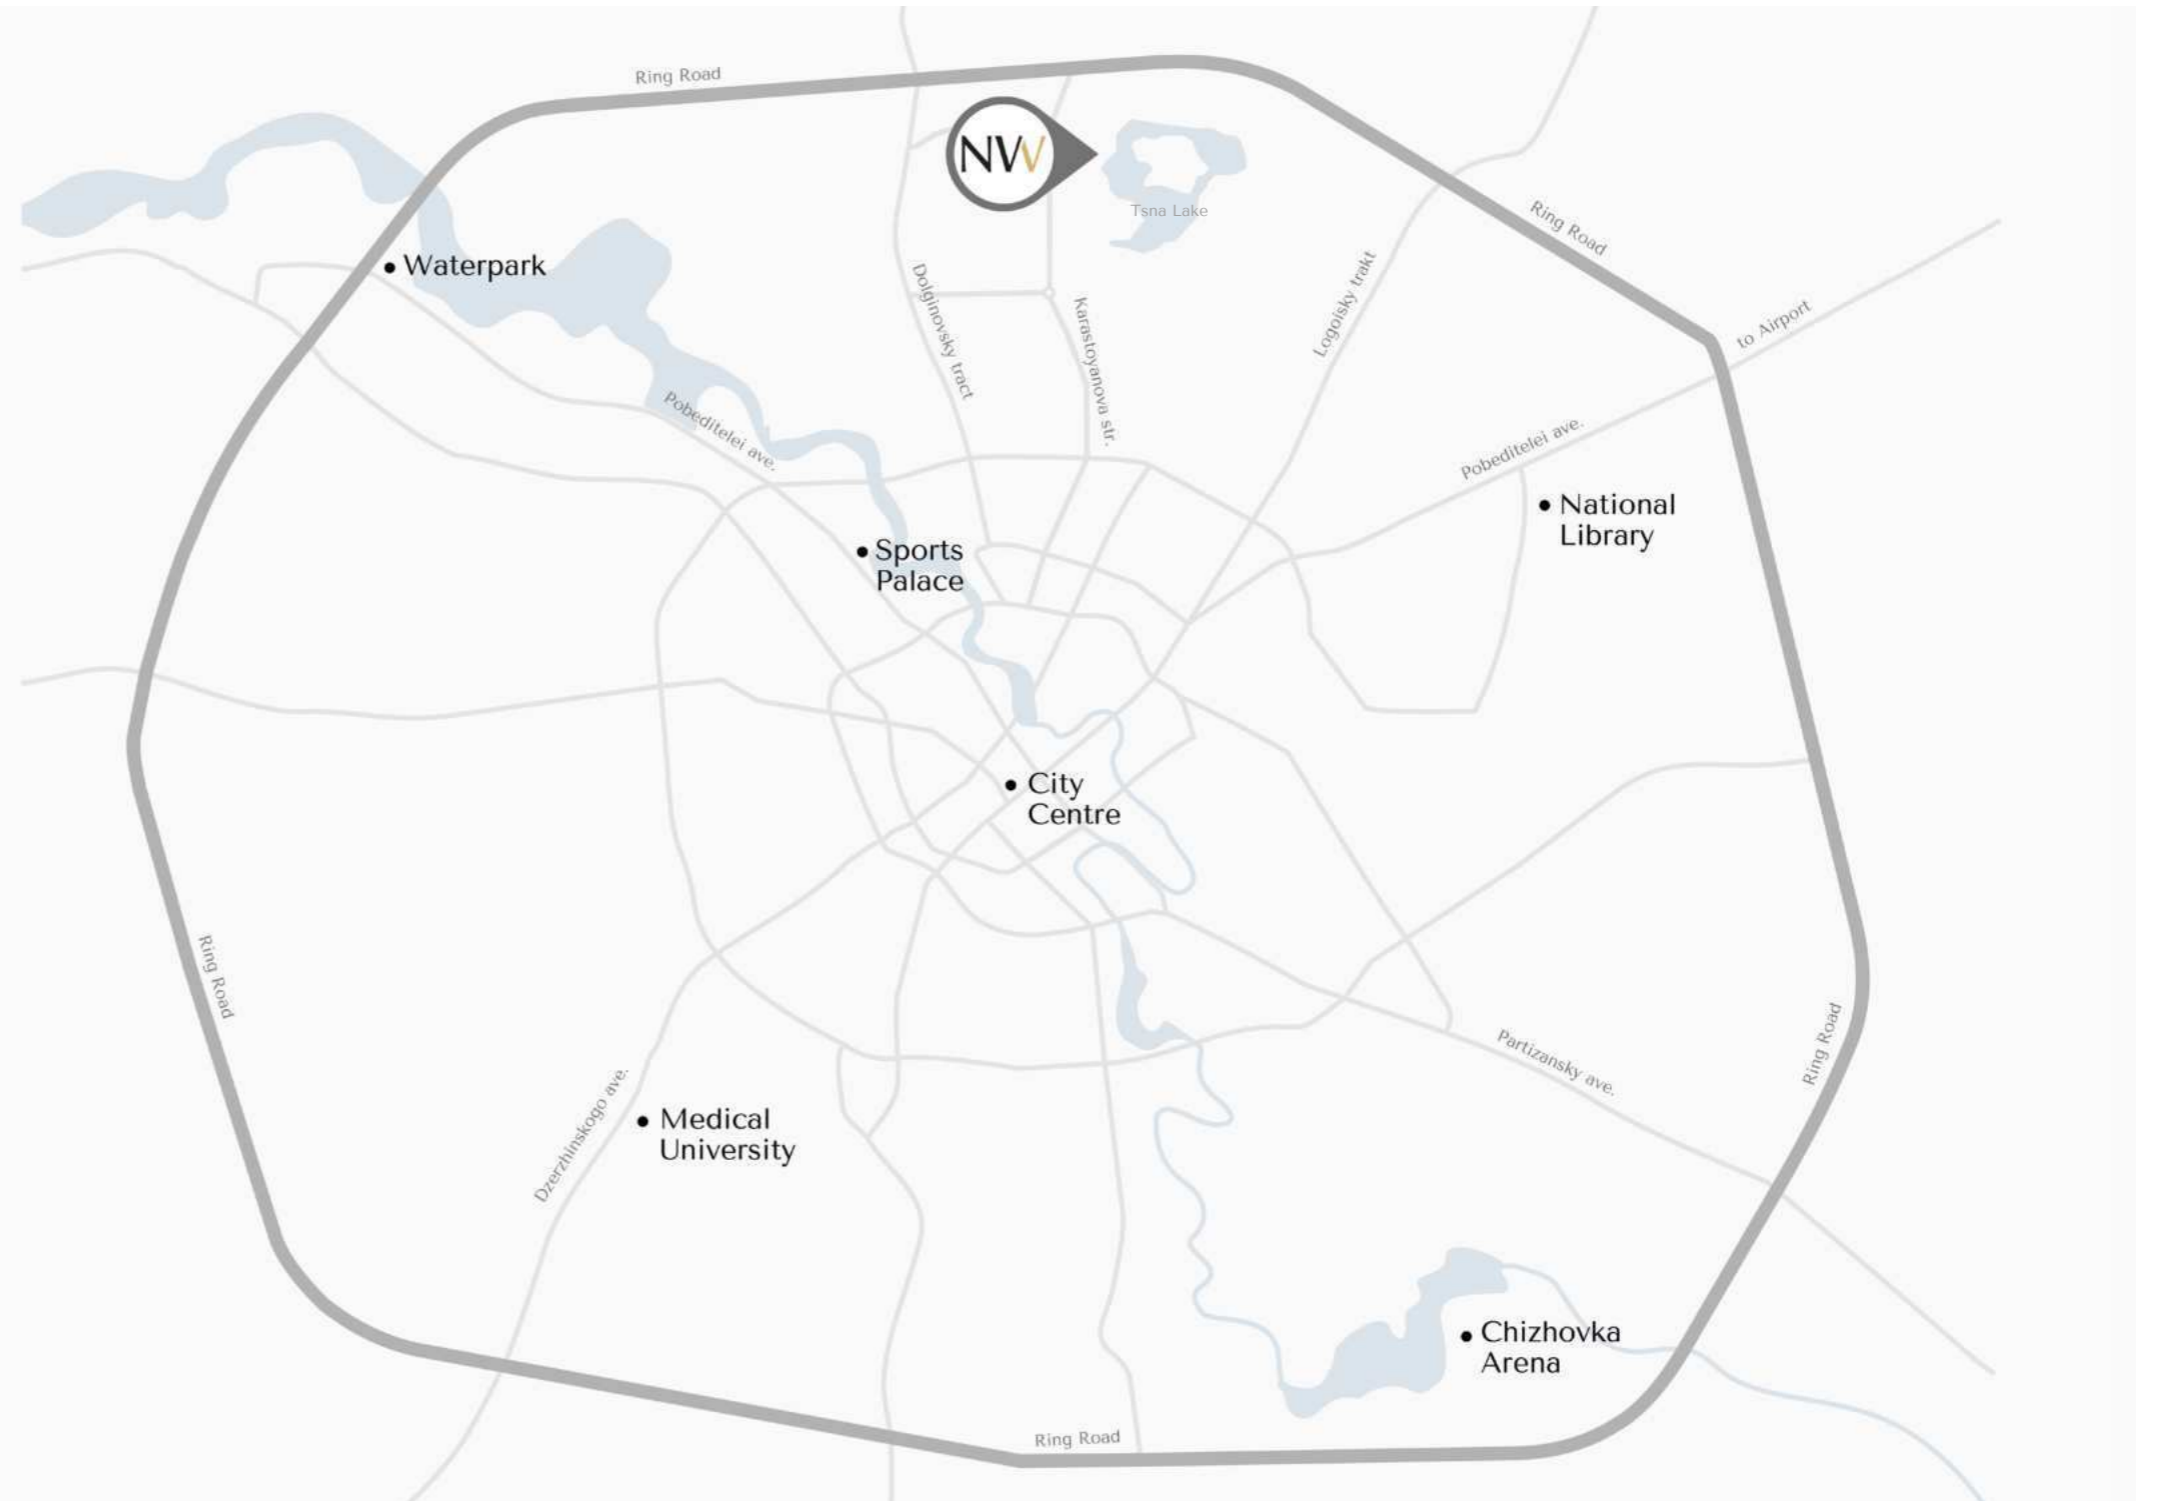 Ring Road
NW
Tsna Lake
Ring Road
Waterpark
Dolginovsky tract
Karastoyanova str.
Logoisky trakt
to Airport
Pobeditelei ave.
Pobeditelei ave.
National
Library
Sports
Palace
City
Centre
Ring Road
Ring Road
Partizansky ave.
Dzerzhinskogo ave.
Medical
University
Chizhovka
Arena
Ring Road